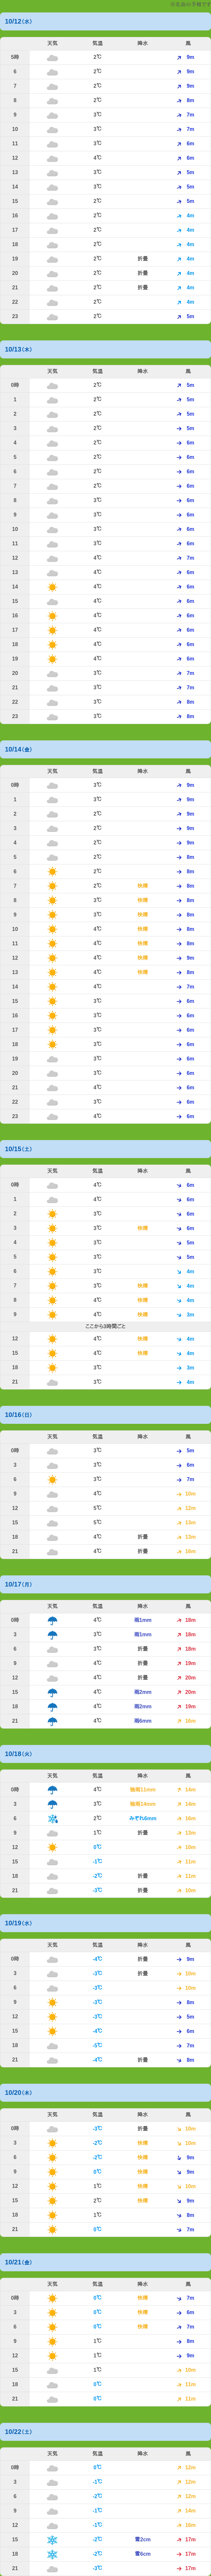 の予報です
10/12(水)
天気 気温 降水 風
5時 2℃ 9m
6 2℃ 9m
7 2℃ 9m
8 2℃ 8m
9 3℃ 7m
10 3℃ 7m
11 3℃ 6m
12 4℃ 6m
13 3℃ 5m
14 3℃ 5m
15 2℃ 5m
16 2℃ 4m
17 2℃ 4m
18 2℃ 4m
19 2℃ 折畳 4m
20 2℃ 折畳 4m
21 2℃ 折畳 4m
22 2℃ 4m
23 2℃ 5m
10/13(木)
天気 気温 降水 風
0時 2℃ 5m
1 2℃ 5m
2 2℃ 5m
3 2℃ 5m
4 2℃ 6m
5 2℃ 6m
6 2℃ 6m
7 2℃ 6m
8 3℃ 6m
9 3℃ 6m
10 3℃ 6m
11 3℃ 6m
12 4℃ 7m
13 4℃ 6m
14 4℃ 6m
15 4℃ 6m
16 4℃ 6m
17 4℃ 6m
18 4℃ 6m
19 4℃ 6m
20 3℃ 7m
21 3℃ 7m
22 3℃ 8m
23 3℃ 8m
10/14(金)
天気 気温 降水 風
0時 3℃ 9m
1 3℃ 9m
2 2℃ 9m
3 2℃ 9m
4 2℃ 9m
5 2℃ 8m
6 2℃ 8m
7 2℃ 快傑 8m
8 3℃ 快傑 8m
9 3℃ 快傑 8m
10 4℃ 快傑 8m
11 4℃ 快傑 8m
12 4℃ 快傑 9m
13 4℃ 快傑 8m
14 4℃ 7m
15 3℃ 6m
16 3℃ 6m
17 3℃ 6m
18 3℃ 6m
19 3℃ 6m
20 3℃ 6m
21 4℃ 6m
22 3℃ 6m
23 4℃ 6m
10/15(土)
天気 気温 降水 風
0時 4℃ 6m
1 4℃ 6m
2 3℃ 6m
3 3℃ 快傑 6m
4 3℃ 5m
5 3℃ 5m
6 3℃ 4m
7 3℃ 快傑 4m
8 4℃ 快傑 4m
9 4℃ 快傑 3m
ここから3時間ごと
12 4℃ 快傑 4m
15 4℃ 快傑 4m
18 3℃ 3m
21 3℃ 4m
10/16(日)
天気 気温 降水 風
0時 3℃ 5m
3 3℃ 6m
6 3℃ 7m
9 4℃ 10m
12 5℃ 12m
15 5℃ 13m
18 4℃ 折畳 13m
21 4℃ 折畳 16m
10/17(月)
天気 気温 降水 風
0時 4℃ 雨1mm 18m
3 3℃ 雨1mm 18m
6 3℃ 折畳 18m
9 4℃ 折畳 19m
12 4℃ 折畳 20m
15 4℃ 雨2mm 20m
18 4℃ 雨2mm 19m
21 4℃ 雨6mm 16m
10/18(火)
天気 気温 降水 風
0時 4℃ 強雨11mm 14m
3 3℃ 強雨14mm 14m
6 2℃ みぞれ6mm 16m
9 1℃ 折畳 13m
12 0℃ 10m
15 -1℃ 11m
18 -2℃ 折畳 11m
21 -3℃ 折畳 10m
10/19(水)
天気 気温 降水 風
0時 -4℃ 折畳 9m
3 -3℃ 折畳 10m
6 -3℃ 10m
9 -3℃ 8m
12 -3℃ 5m
15 -4℃ 6m
18 -5℃ 7m
21 -4℃ 折畳 8m
10/20(木)
天気 気温 降水 風
0時 -3℃ 折畳 10m
3 -2℃ 快傑 10m
6 -2℃ 快傑 9m
9 0℃ 快傑 9m
12 1℃ 快傑 10m
15 2℃ 快傑 9m
18 1℃ 8m
21 0℃ 7m
10/21(金)
天気 気温 降水 風
0時 0℃ 快傑 7m
3 0℃ 快傑 6m
6 0℃ 快傑 7m
9 1℃ 8m
12 1℃ 9m
15 1℃ 10m
18 0℃ 11m
21 0℃ 11m
10/22(土)
天気 気温 降水 風
0時 0℃ 12m
3 -1℃ 12m
6 -2℃ 12m
9 -1℃ 14m
12 -1℃ 16m
15 -2℃ 雪2cm 17m
18 -2℃ 雪6cm 17m
21 -3℃ 17m